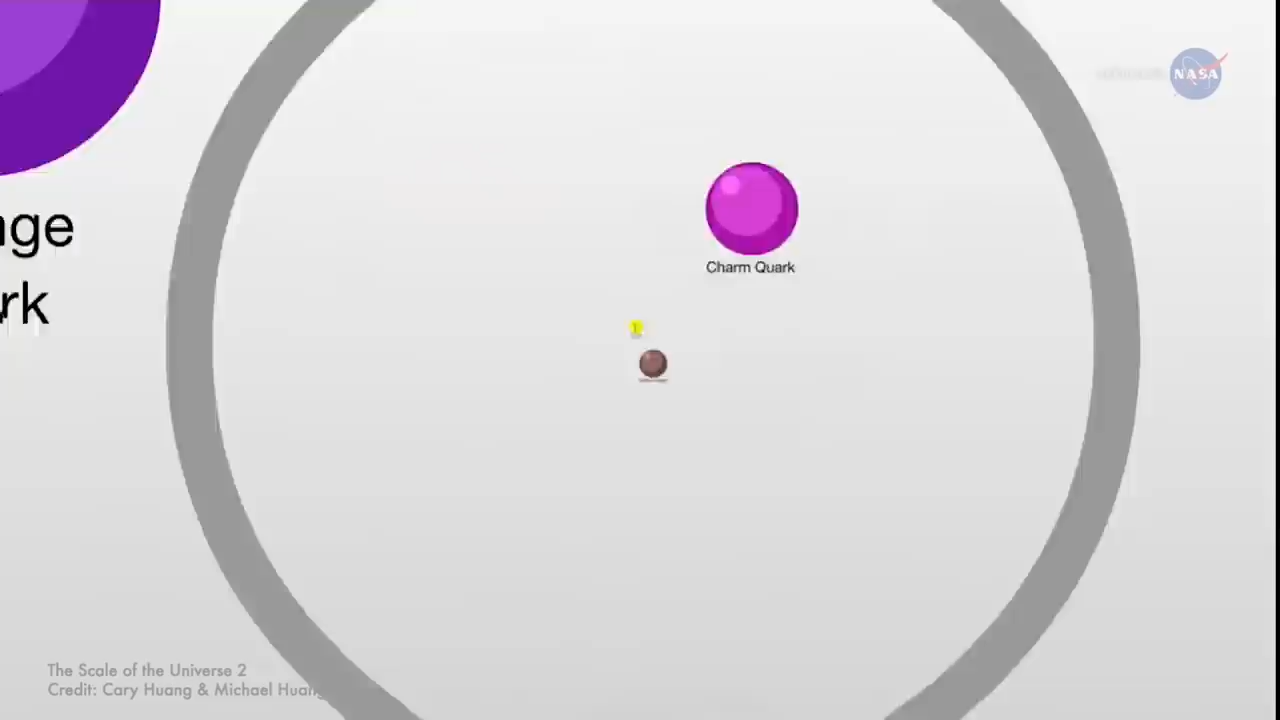 NASA
nge
rk
Charm Quark
The Scale of the Universe 2
Credit: Cary Huang & Michael Huang